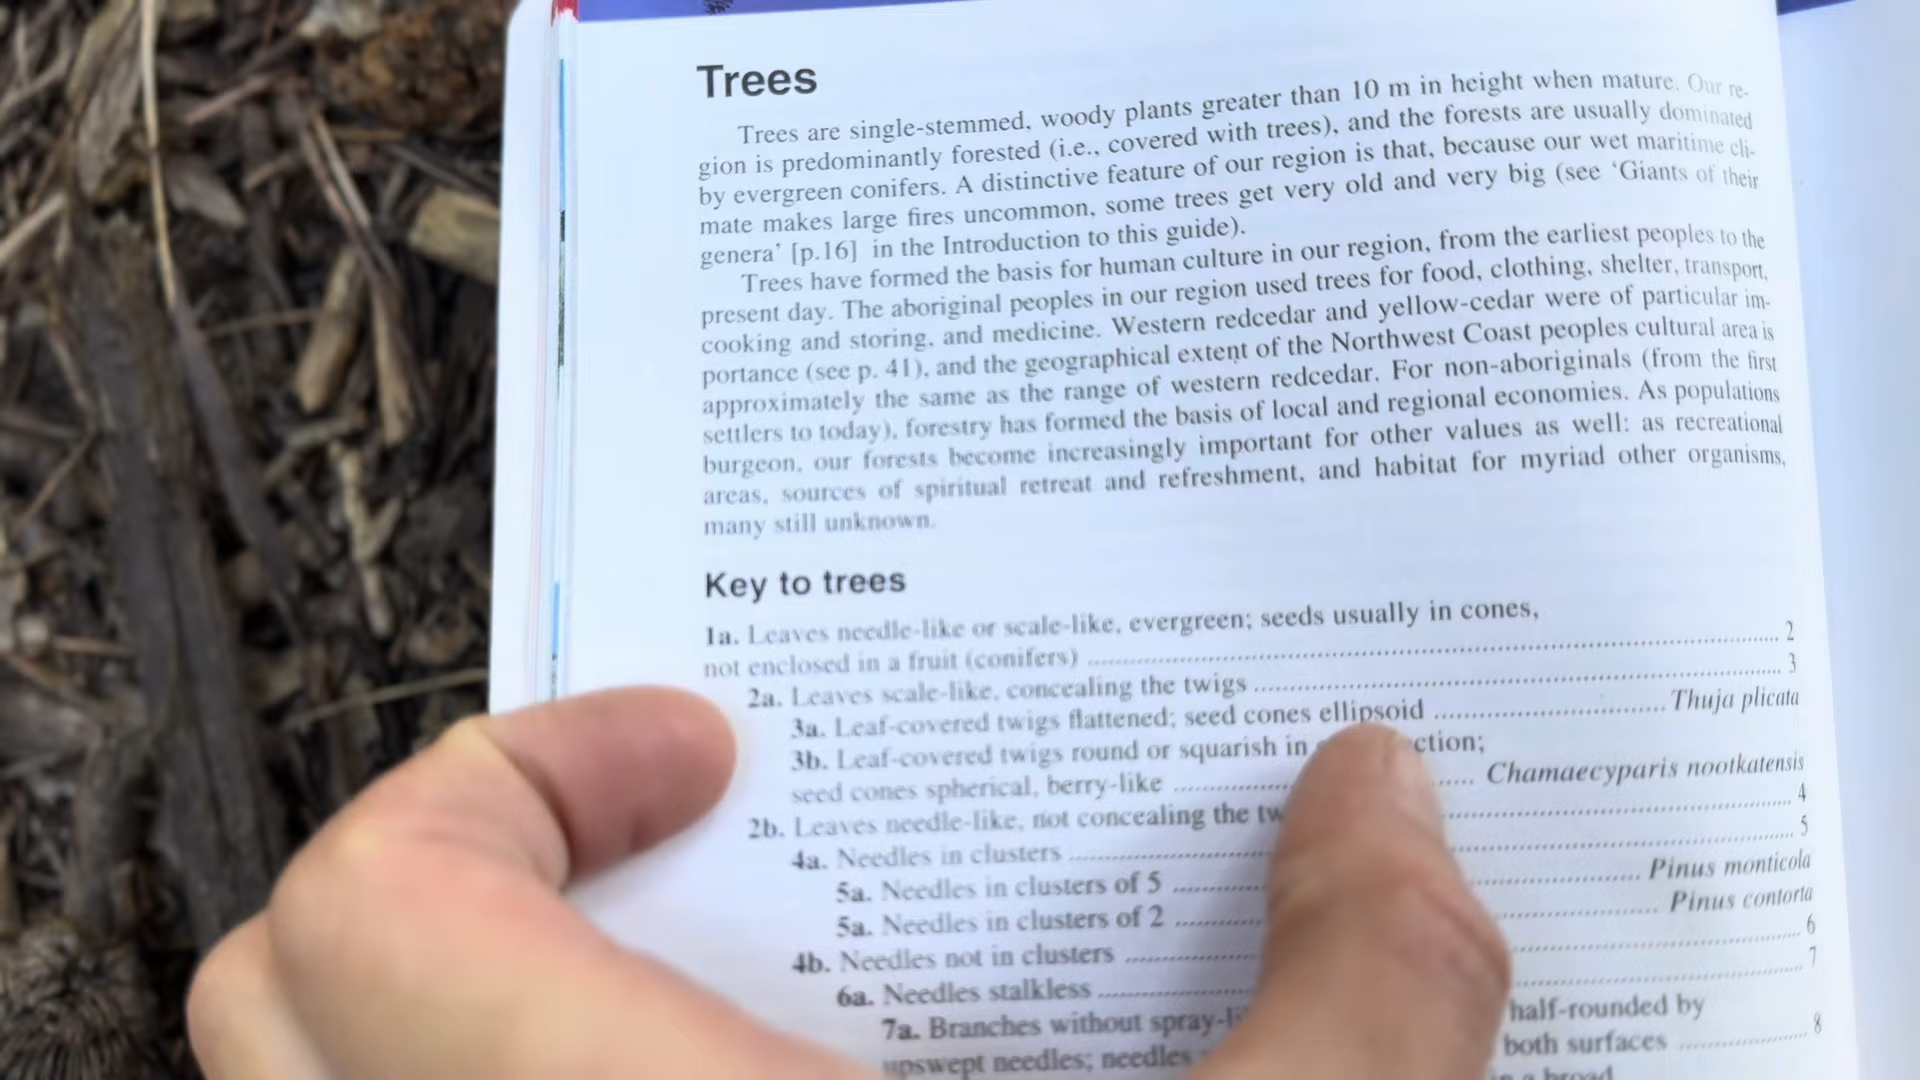 Trees
Trees are single-stemmed, woody plants greater than 10 m in height when mature. Our re-
gion is predominantly forested (i.e., covered with trees), and the forests are usually dominated
by evergreen conifers. A distinctive feature of our region is that, because our wet maritime cli-
mate makes large fires uncommon, some trees get very old and very big (see ‘Giants of their
genera’ [p.16] in the Introduction to this guide).
Trees have formed the basis for human culture in our region, from the earliest peoples to the
present day. The aboriginal peoples in our region used trees for food, clothing, shelter, transport,
cooking and storing, and medicine. Western redcedar and yellow-cedar were of particular im-
portance (see p. 41), and the geographical extent of the Northwest Coast peoples cultural area is
approximately the same as the range of western redcedar. For non-aboriginals (from the first
settlers to today), forestry has formed the basis of local and regional economies. As populations
burgeon, our forests become increasingly important for other values as well: as recreational
areas, sources of spiritual retreat and refreshment, and habitat for myriad other organisms,
many still unknown.
Key to trees
1a. Leaves needle-like or scale-like, evergreen; seeds usually in cones,
not enclosed in a fruit (conifers) ........ 2
2a. Leaves scale-like, concealing the twigs ........ 3
3a. Leaf-covered twigs flattened; seed cones ellipsoid ........ Thuja plicata
3b. Leaf-covered twigs round or squarish in ction;
seed cones spherical, berry-like ........ Chamaecyparis nootkatensis
2b. Leaves needle-like, not concealing the tw ........ 4
4a. Needles in clusters ........ 5
5a. Needles in clusters of 5 ........ Pinus monticola
5a. Needles in clusters of 2 ........ Pinus contorta
4b. Needles not in clusters ........ 6
6a. Needles stalkless ........ 7
7a. Branches without spray-li half-rounded by
upswept needles; needles both surfaces ........ 8
broad